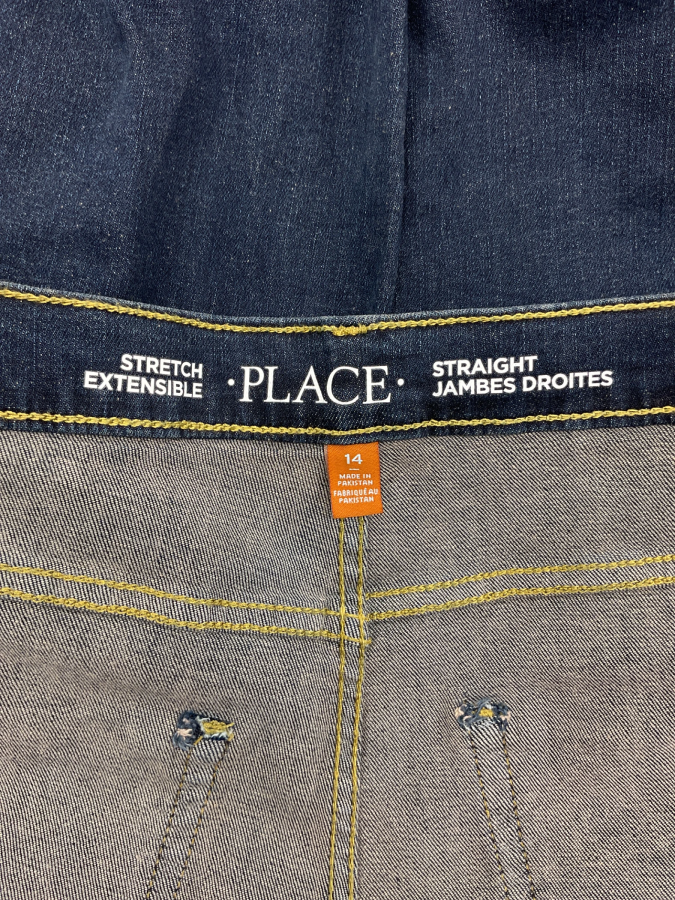 STRETCH
EXTENSIBLE
·PLACE·
STRAIGHT
JAMBES DROITES
14
MADE IN
PAKISTAN
FABRIQUÉ AU
PAKISTAN